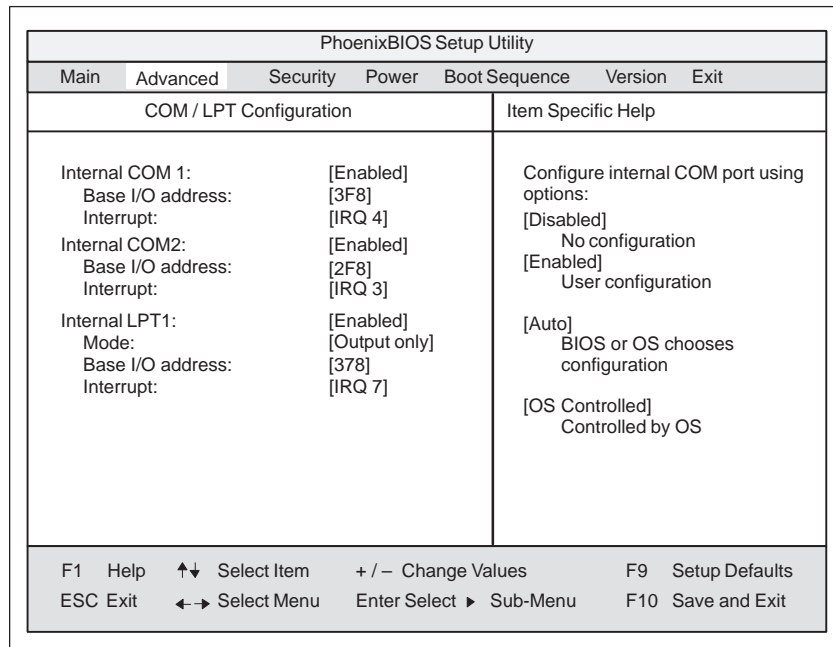 PhoenixBIOS Setup Utility
Main Advanced Security Power Boot Sequence Version Exit
COM / LPT Configuration
Internal COM 1: [Enabled]
Base I/O address: [3F8]
Interrupt: [IRQ 4]
Internal COM2: [Enabled]
Base I/O address: [2F8]
Interrupt: [IRQ 3]
Internal LPT1: [Enabled]
Mode: [Output only]
Base I/O address: [378]
Interrupt: [IRQ 7]
Item Specific Help
Configure internal COM port using
options:
[Disabled]
No configuration
[Enabled]
User configuration
[Auto]
BIOS or OS chooses
configuration
[OS Controlled]
Controlled by OS
F1 Help Select Item + / – Change Values F9 Setup Defaults
ESC Exit Select Menu Enter Select Sub-Menu F10 Save and Exit